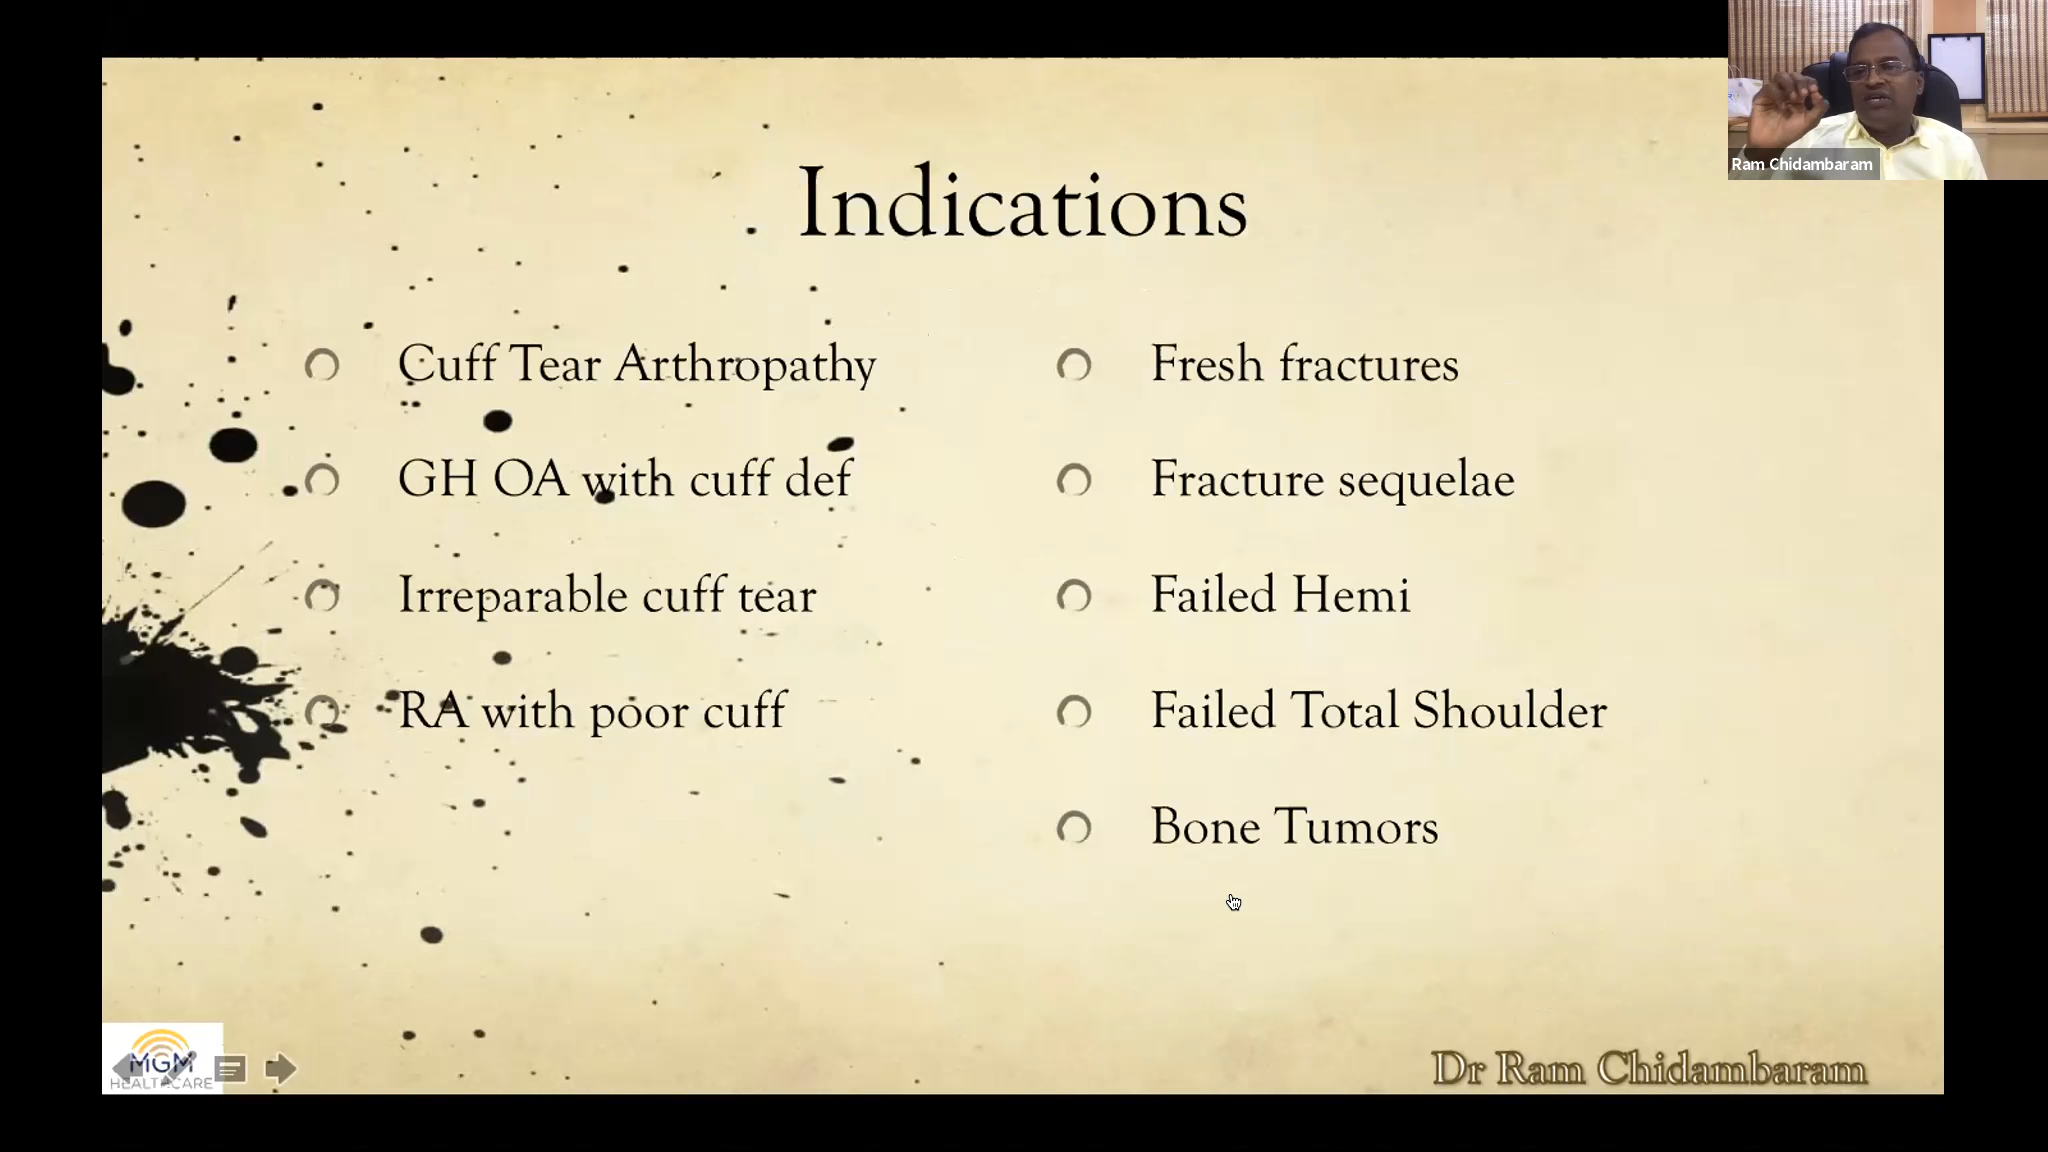 Ram Chidambaram
Indications
Cuff Tear Arthropathy
GH OA with cuff def
Irreparable cuff tear
RA with poor cuff
Fresh fractures
Fracture sequelae
Failed Hemi
Failed Total Shoulder
Bone Tumors
MGM
HEALTHCARE
Dr Ram Chidambaram